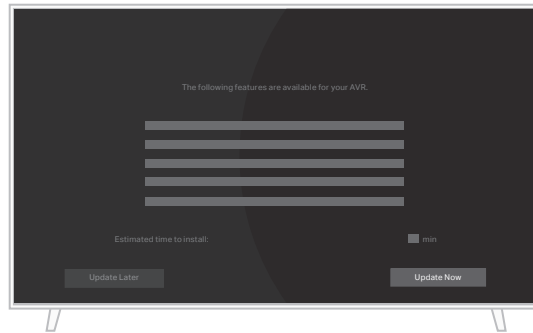 The following features are available for your AVR.
Estimated time to install:
min
Update Later
Update Now